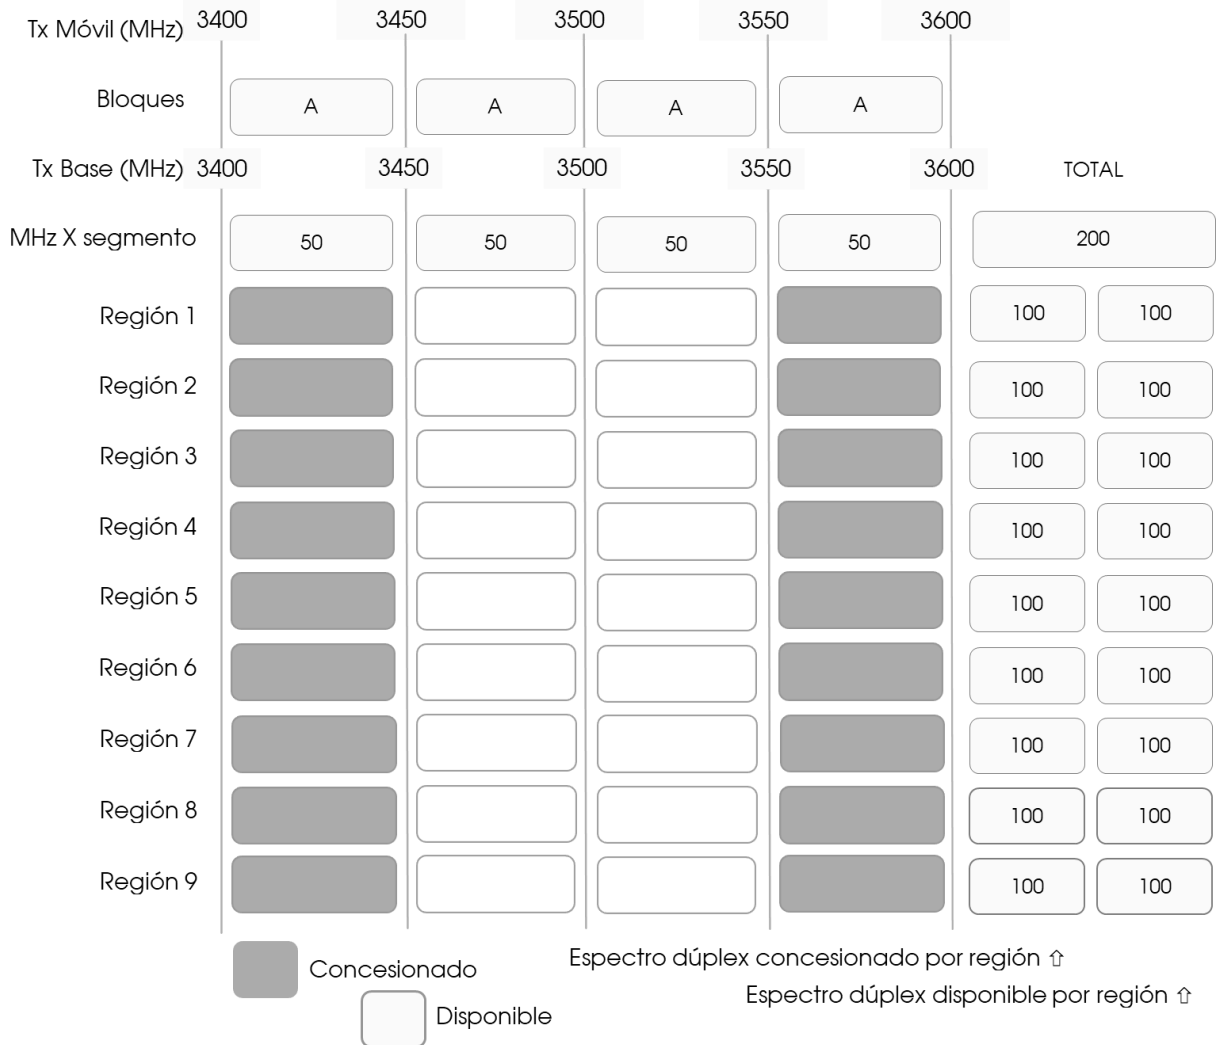 Tx Móvil (MHz) 3400 3450 3500 3550 3600
Bloques A A A A
Tx Base (MHz) 3400 3450 3500 3550 3600 TOTAL
MHz X segmento 50 50 50 50 200
Región 1 100 100
Región 2 100 100
Región 3 100 100
Región 4 100 100
Región 5 100 100
Región 6 100 100
Región 7 100 100
Región 8 100 100
Región 9 100 100
Concesionado
Espectro dúplex concesionado por región ⇧
Espectro dúplex disponible por región ⇧
Disponible